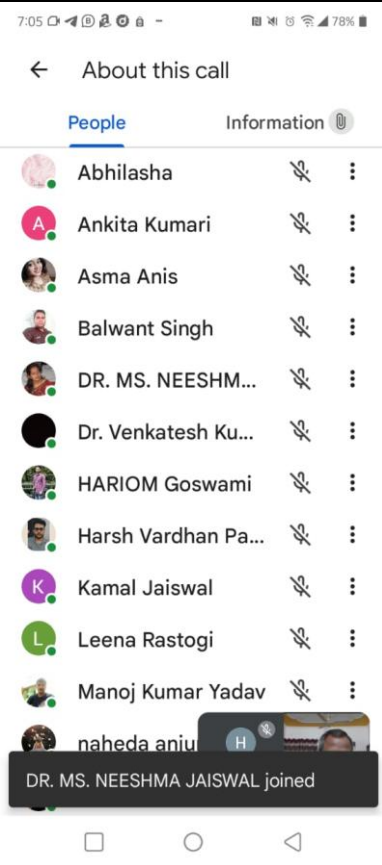 7:05
78%
About this call
People
Information
Abhilasha
A
Ankita Kumari
Asma Anis
Balwant Singh
DR. MS. NEESHM...
Dr. Venkatesh Ku...
HARIOM Goswami
Harsh Vardhan Pa...
K
Kamal Jaiswal
L
Leena Rastogi
Manoj Kumar Yadav
naheda anju
H
DR. MS. NEESHMA JAISWAL joined